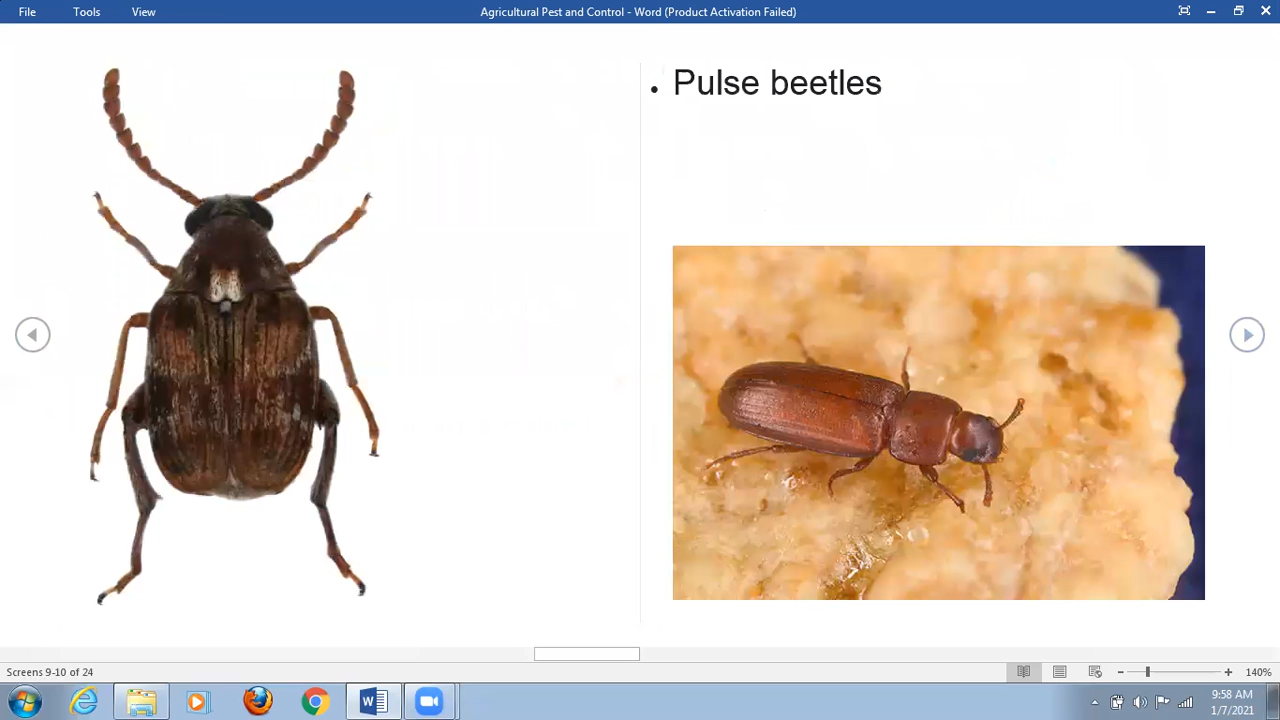 File Tools View Agricultural Pest and Control - Word (Product Activation Failed)
• Pulse beetles
Screens 9-10 of 24 140%
9:58 AM
1/7/2021